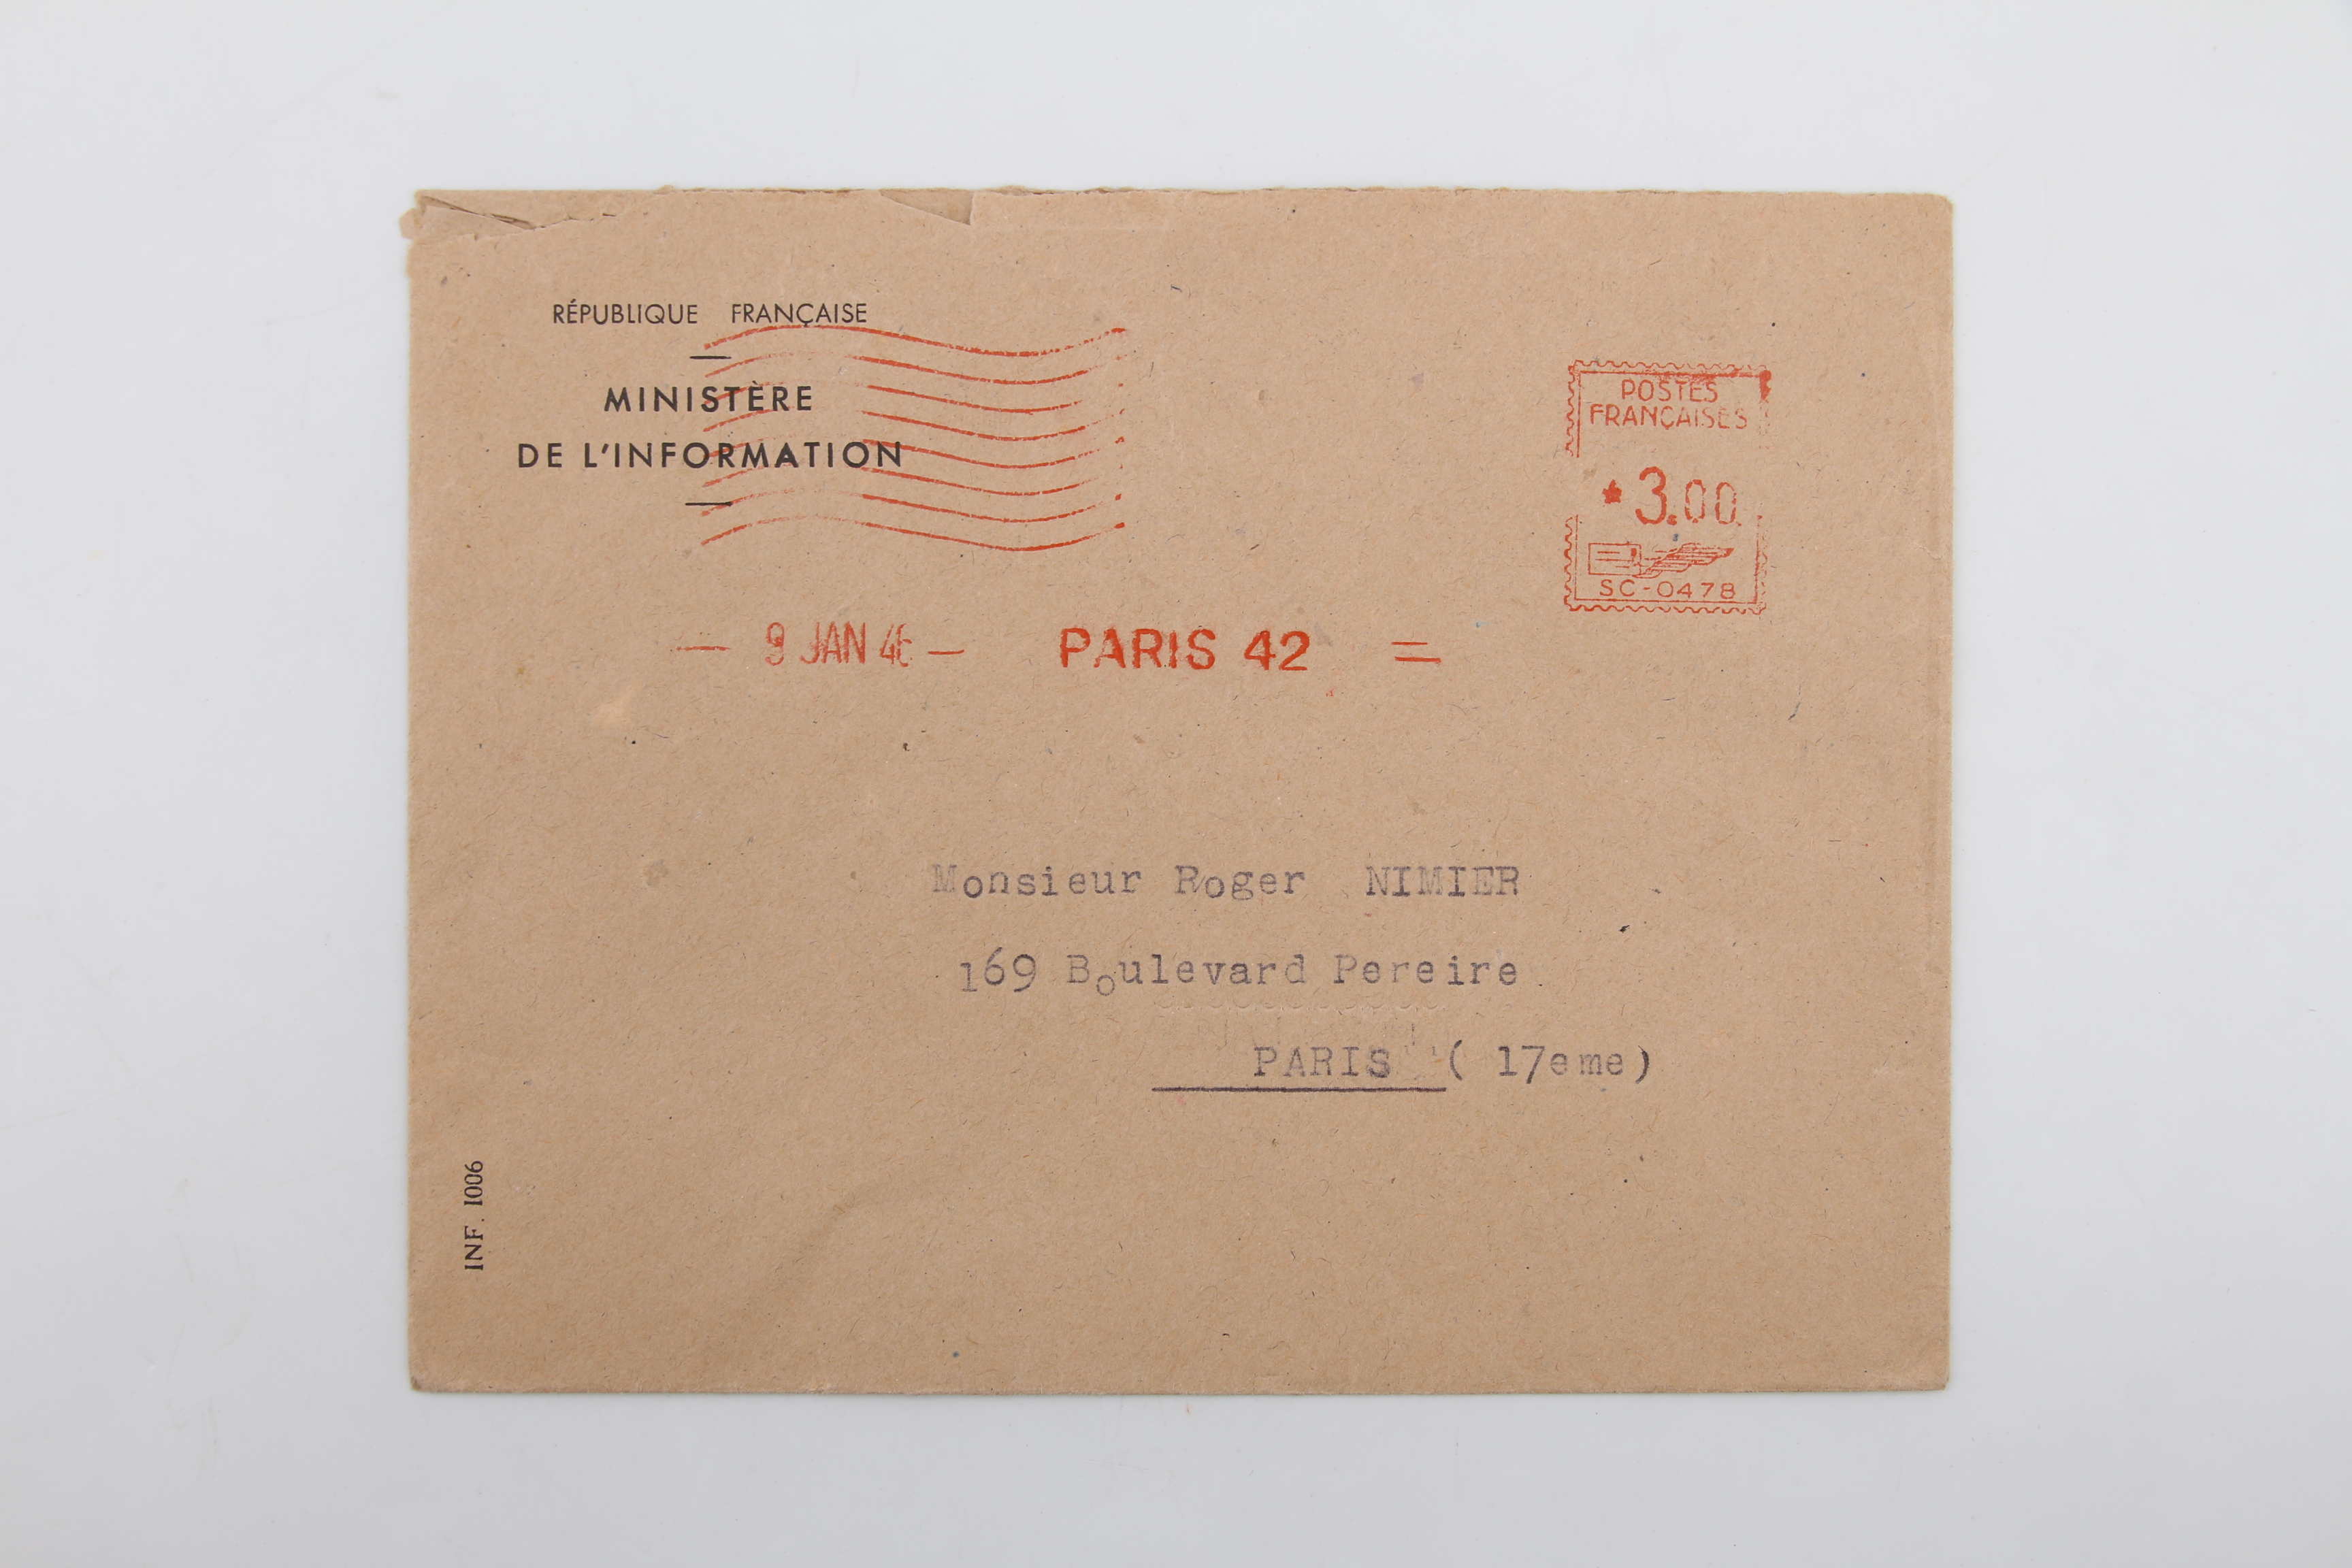 RÉPUBLIQUE FRANÇAISE
MINISTÈRE
DE L'INFORMATION
POSTES
FRANÇAISES
*3.00
SC-0478
— 9 JAN 46 — PARIS 42 =
Monsieur Roger NIMIER
169 Boulevard Pereire
PARIS ( 17eme)
INF. 1006